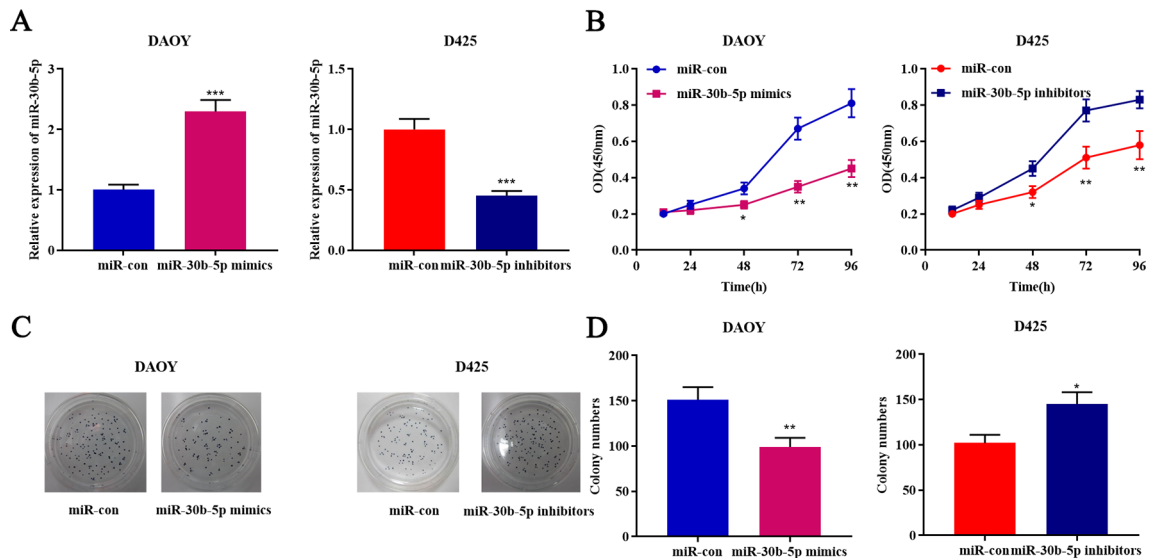 A
DAOY
Relative expression of miR-30b-5p
3
2
1
0
***
miR-con
miR-30b-5p mimics
D425
Relative expression of miR-30b-5p
1.5
1.0
0.5
0.0
***
miR-con
miR-30b-5p inhibitors
B
DAOY
miR-con
miR-30b-5p mimics
OD(450nm)
1.0
0.8
0.6
0.4
0.2
0.0
*
**
**
0
24
48
72
96
Time(h)
D425
miR-con
miR-30b-5p inhibitors
OD(450nm)
1.0
0.8
0.6
0.4
0.2
0.0
*
**
**
0
24
48
72
96
Time(h)
C
DAOY
miR-con
miR-30b-5p mimics
D425
miR-con
miR-30b-5p inhibitors
D
DAOY
Colony numbers
200
150
100
50
0
**
miR-con
miR-30b-5p mimics
D425
Colony numbers
200
150
100
50
0
*
miR-con
miR-30b-5p inhibitors